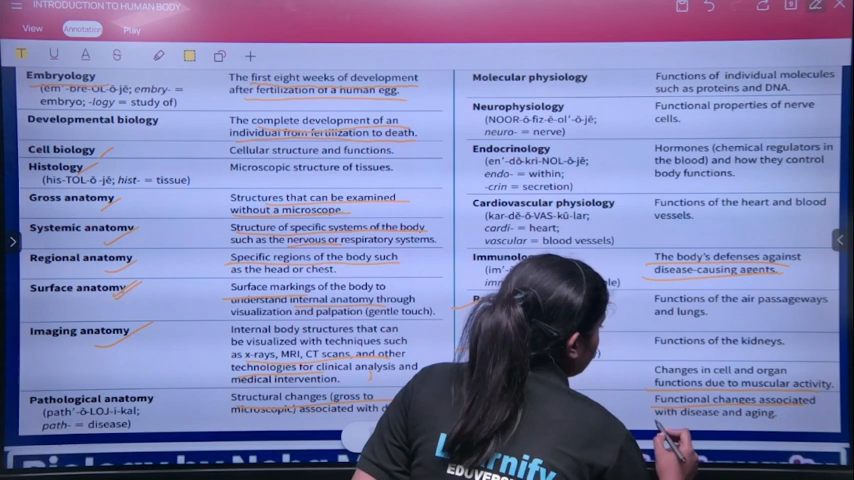 INTRODUCTION TO HUMAN BODY
View Annotation Play
T U A S
Embryology
(em′-brē-OL-ō-jē; embry- =
embryo; -logy = study of)
The first eight weeks of development
after fertilization of a human egg.
Developmental biology
The complete development of an
individual from fertilization to death.
Cell biology
Cellular structure and functions.
Histology
(his-TOL-ō-jē; hist- = tissue)
Microscopic structure of tissues.
Gross anatomy
Structures that can be examined
without a microscope.
Systemic anatomy
Structure of specific systems of the body
such as the nervous or respiratory systems.
Regional anatomy
Specific regions of the body such
as the head or chest.
Surface anatomy
Surface markings of the body to
understand internal anatomy through
visualization and palpation (gentle touch).
Imaging anatomy
Internal body structures that can
be visualized with techniques such
as x-rays, MRI, CT scans, and other
technologies for clinical analysis and
medical intervention.
Pathological anatomy
(path′-ō-LOJ-i-kal;
path- = disease)
Structural changes (gross to
microscopic) associated with
Molecular physiology
Functions of individual molecules
such as proteins and DNA.
Neurophysiology
(NOOR-ō-fiz-ē-ol′-ō-jē;
neuro- = nerve)
Functional properties of nerve
cells.
Endocrinology
(en′-dō-kri-NOL-ō-jē;
endo- = within;
-crin = secretion)
Hormones (chemical regulators in
the blood) and how they control
body functions.
Cardiovascular physiology
(kar-dē-ō-VAS-kū-lar;
cardi- = heart;
vascular = blood vessels)
Functions of the heart and blood
vessels.
The body's defenses against
disease-causing agents.
Functions of the air passageways
and lungs.
Functions of the kidneys.
Changes in cell and organ
functions due to muscular activity.
Functional changes associated
with disease and aging.
Biology by Neha
EDUVERS